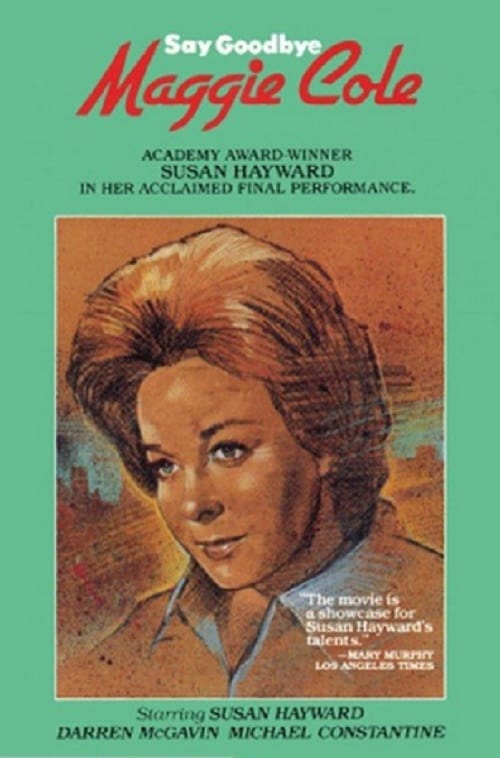 Say Goodbye
Maggie Cole
ACADEMY AWARD-WINNER
SUSAN HAYWARD
IN HER ACCLAIMED FINAL PERFORMANCE.
"The movie is
a showcase for
Susan Hayward's
talents."
—MARY MURPHY
LOS ANGELES TIMES
Starring SUSAN HAYWARD
DARREN McGAVIN MICHAEL CONSTANTINE